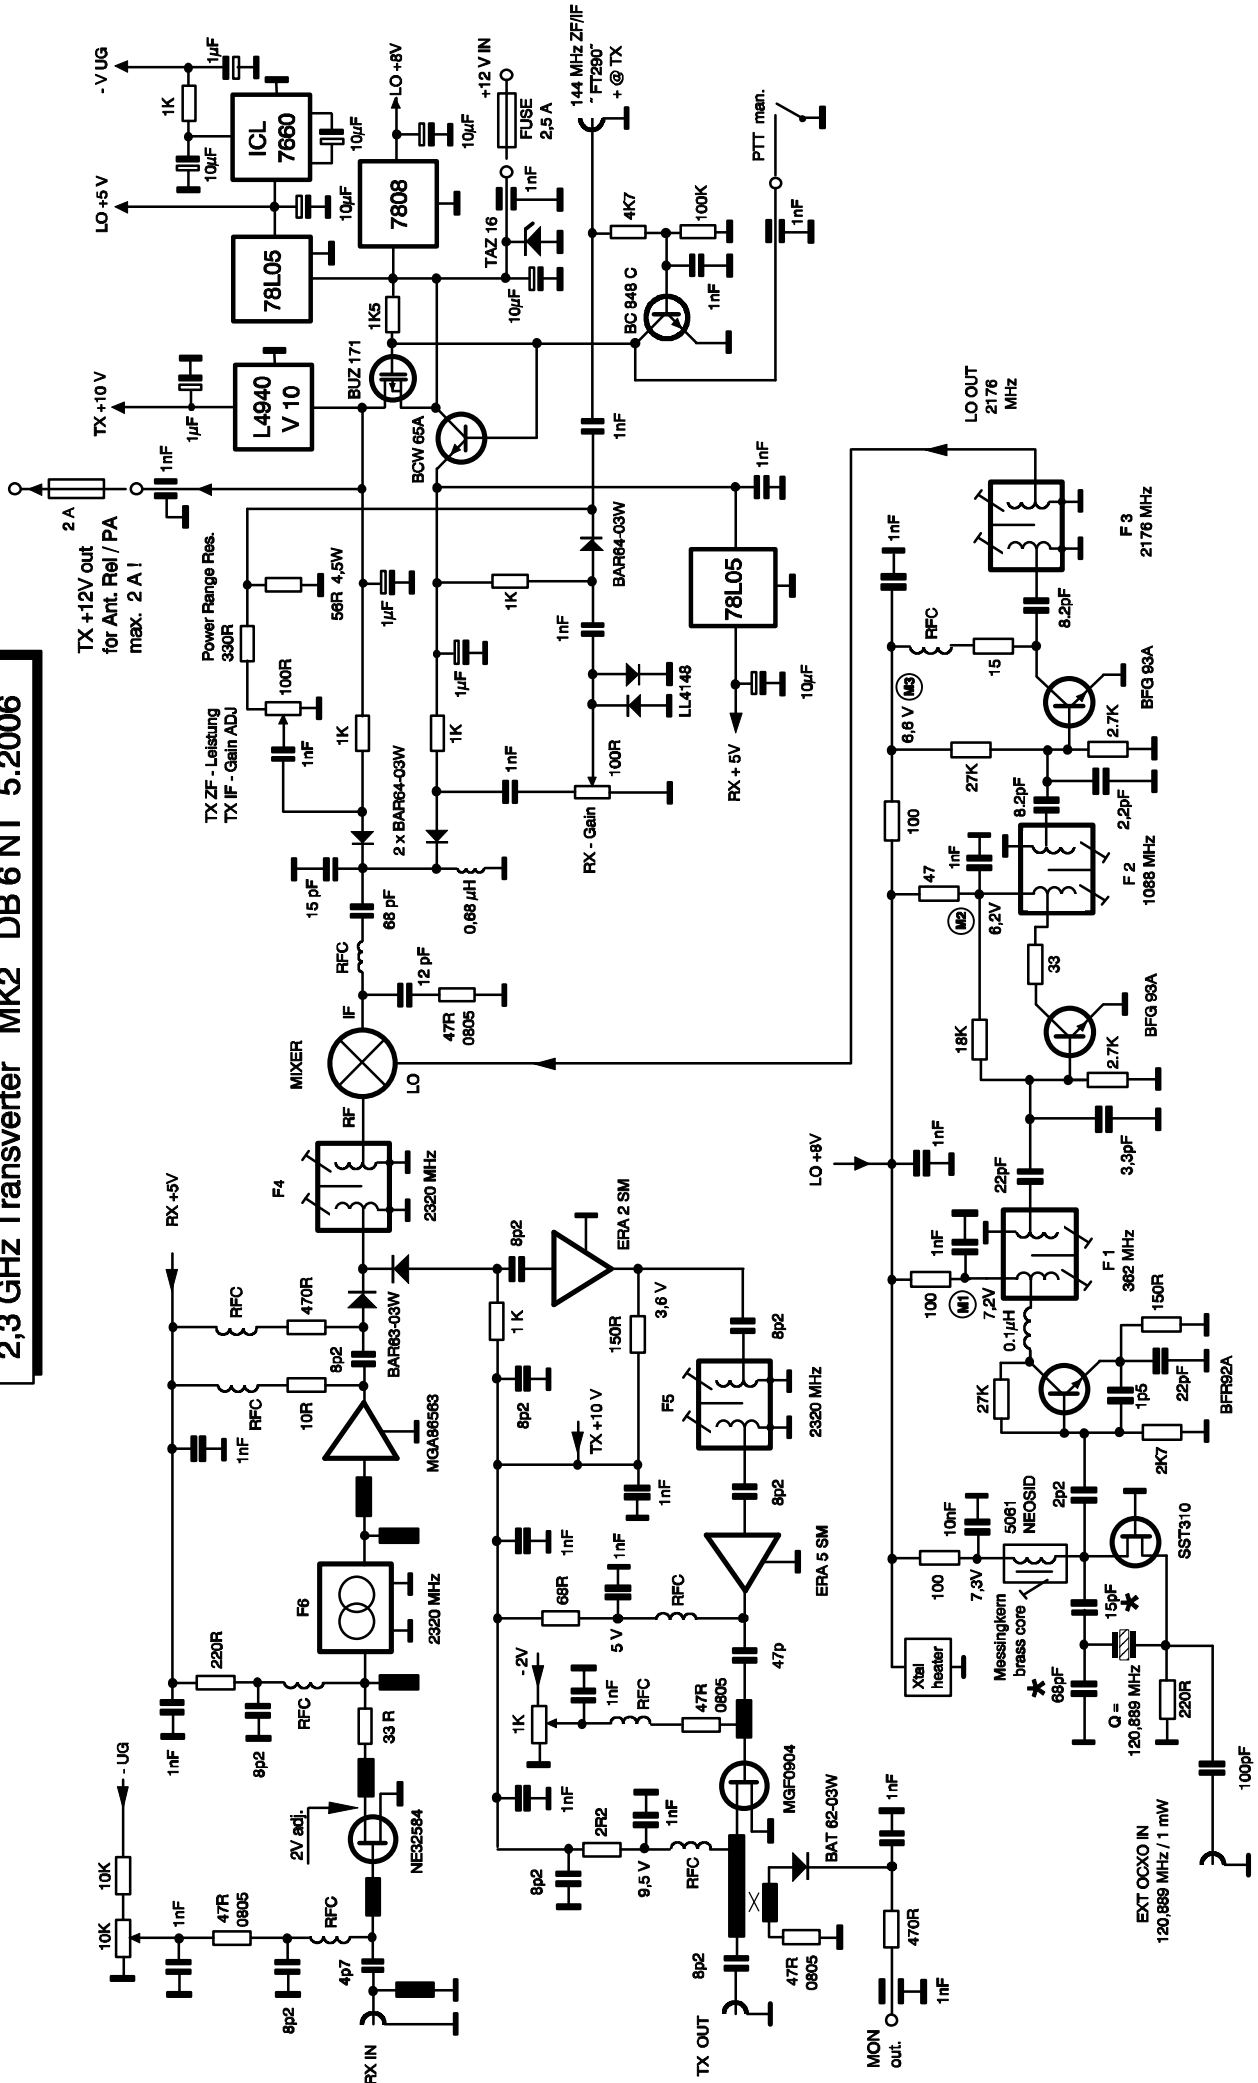 2,3 GHz Transverter MK2 DB 6 NT 5.2006
RX IN
4p7
8p2
RFC
47R
0805
1nF
10K
10K
- UG
2V adj.
NE32584
33 R
RFC
8p2
1nF
220R
F6
2320 MHz
MGA86563
1nF
RFC
10R
8p2
RFC
470R
BAR63-03W
RX +5V
F4
2320 MHz
RF
MIXER
LO
IF
12 pF
47R
0805
RFC
68 pF
15 pF
0,68 µH
2 x BAR64-03W
1nF
1K
1K
1nF
100R
TX ZF - Leistung
TX IF - Gain ADJ
Power Range Res.
330R
56R 4,5W
1µF
1µF
RX - Gain
100R
LL4148
1nF
1K
BAR64-03W
1nF
RX + 5V
10µF
78L05
1nF
TX +12V out
for Ant. Rel / PA
max. 2 A !
2 A
1nF
TX +10 V
1µF
L4940
V 10
BUZ 171
BCW 65A
1K5
78L05
LO +5 V
10µF
7808
LO +8V
10µF
ICL
7660
10µF
10µF
1K
- V UG
1µF
TAZ 16
10µF
1nF
FUSE
2,5 A
+12 V IN
144 MHz ZF/IF
" FT290"
+ @ TX
4K7
100K
BC 848 C
1nF
PTT man.
1nF
TX OUT
8p2
47R
0805
BAT 62-03W
MON
out.
1nF
470R
1nF
8p2
2R2
9,5 V
1nF
RFC
MGF0904
1nF
1K
- 2V
1nF
RFC
47R
0805
47p
68R
5 V
1nF
RFC
ERA 5 SM
1nF
8p2
F5
2320 MHz
8p2
1nF
TX +10 V
150R
3,6 V
8p2
1 K
8p2
ERA 2 SM
EXT OCXO IN
120,889 MHz / 1 mW
100pF
220R
Q =
120,889 MHz
68pF
15pF
Xtal
heater
Messingkern
brass core
5061
NEOSID
7,3V
100
10nF
SST310
2p2
2K7
27K
1p5
22pF
150R
BFR92A
0.1µH
F 1
362 MHz
M1
7,2V
100
1nF
LO +8V
1nF
22pF
3,3pF
2.7K
18K
BFG 93A
33
F 2
1088 MHz
M2
6,2V
47
1nF
100
8.2pF
2,2pF
27K
2.7K
BFG 93A
M3
6,6 V
15
RFC
1nF
8.2pF
F 3
2176 MHz
LO OUT
2176
MHz